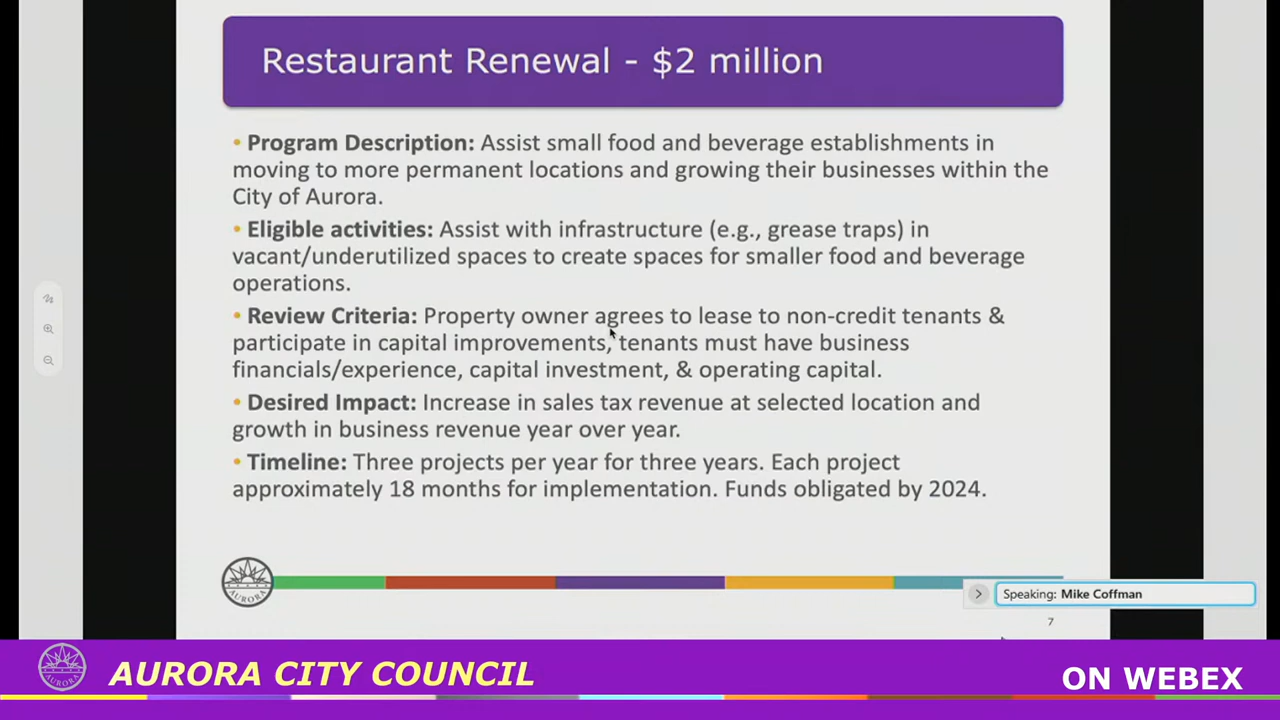 Restaurant Renewal - $2 million
• Program Description: Assist small food and beverage establishments in
moving to more permanent locations and growing their businesses within the
City of Aurora.
• Eligible activities: Assist with infrastructure (e.g., grease traps) in
vacant/underutilized spaces to create spaces for smaller food and beverage
operations.
• Review Criteria: Property owner agrees to lease to non-credit tenants &
participate in capital improvements, tenants must have business
financials/experience, capital investment, & operating capital.
• Desired Impact: Increase in sales tax revenue at selected location and
growth in business revenue year over year.
• Timeline: Three projects per year for three years. Each project
approximately 18 months for implementation. Funds obligated by 2024.
AURORA
Speaking: Mike Coffman
7
AURORA CITY COUNCIL
ON WEBEX